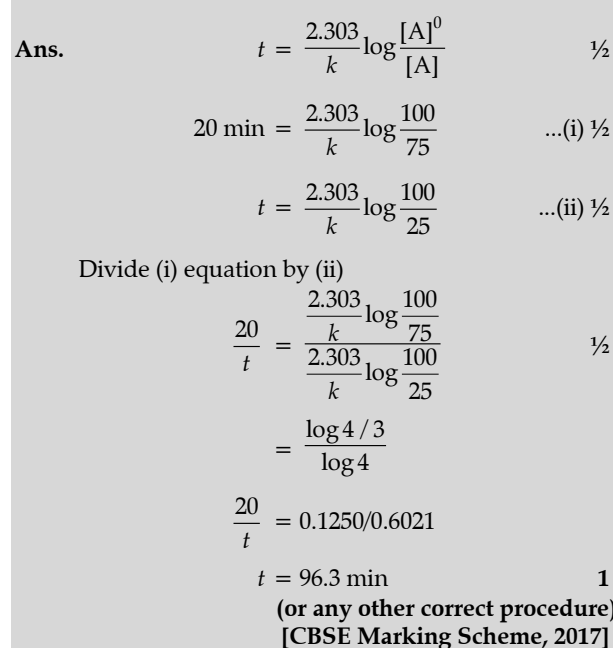 Ans. t = 2.303/k log [A]⁰/[A] ½
20 min = 2.303/k log 100/75 ...(i) ½
t = 2.303/k log 100/25 ...(ii) ½
Divide (i) equation by (ii)
20/t = (2.303/k log 100/75)/(2.303/k log 100/25) ½
= log 4 / 3/log 4
20/t = 0.1250/0.6021
t = 96.3 min 1
(or any other correct procedure)
[CBSE Marking Scheme, 2017]